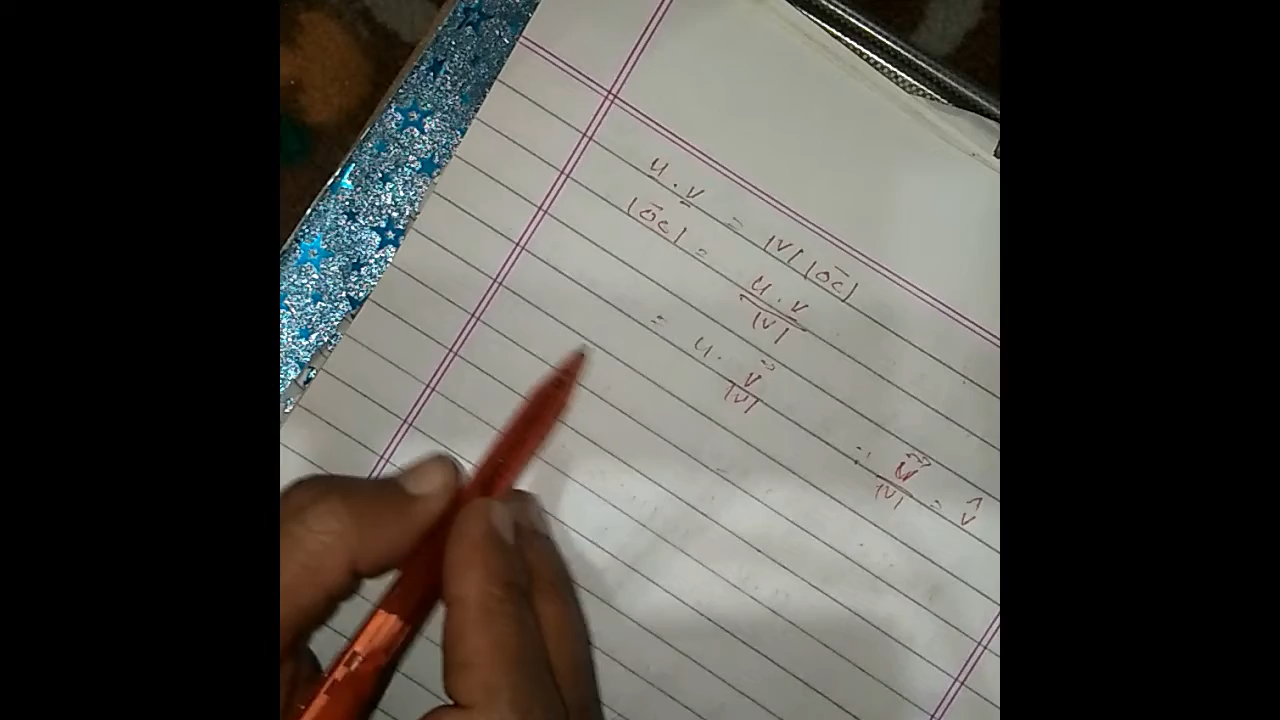 u . v = |v| |OC̄|
|OC̄| = u . v / |v|
= u . v⃗ / |v| ∵ v⃗ / |v| = v̂